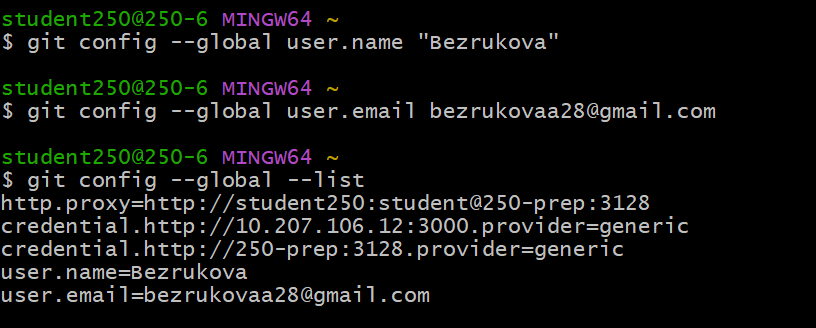 student250@250-6 MINGW64 ~
$ git config --global user.name "Bezrukova"
student250@250-6 MINGW64 ~
$ git config --global user.email bezrukovaa28@gmail.com
student250@250-6 MINGW64 ~
$ git config --global --list
http.proxy=http://student250:student@250-prep:3128
credential.http://10.207.106.12:3000.provider=generic
credential.http://250-prep:3128.provider=generic
user.name=Bezrukova
user.email=bezrukovaa28@gmail.com